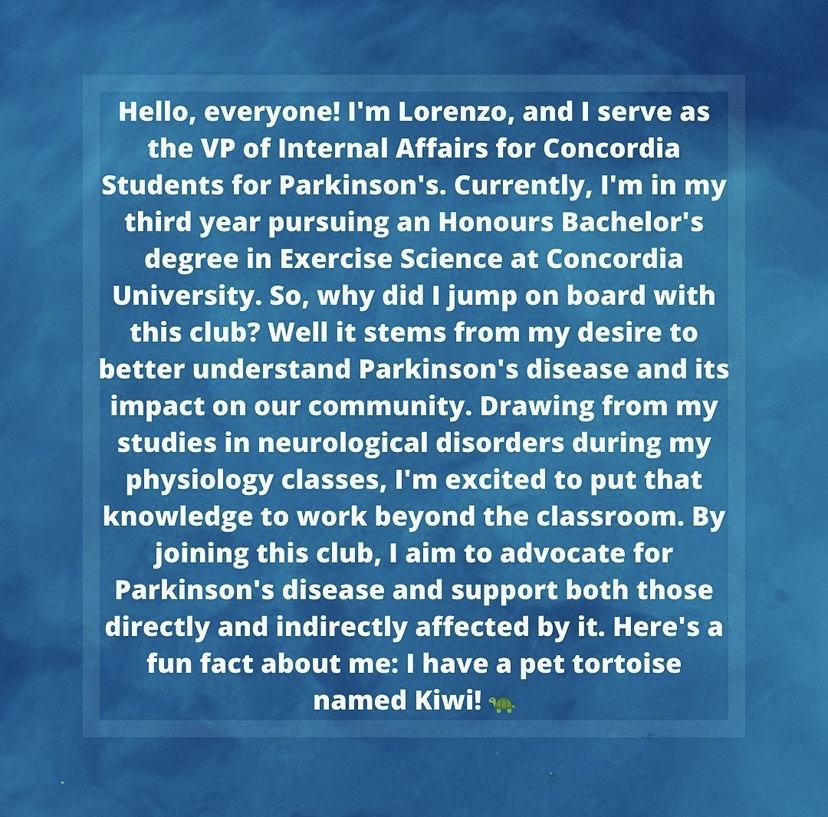 Hello, everyone! I'm Lorenzo, and I serve as
the VP of Internal Affairs for Concordia
Students for Parkinson's. Currently, I'm in my
third year pursuing an Honours Bachelor's
degree in Exercise Science at Concordia
University. So, why did I jump on board with
this club? Well it stems from my desire to
better understand Parkinson's disease and its
impact on our community. Drawing from my
studies in neurological disorders during my
physiology classes, I'm excited to put that
knowledge to work beyond the classroom. By
joining this club, I aim to advocate for
Parkinson's disease and support both those
directly and indirectly affected by it. Here's a
fun fact about me: I have a pet tortoise
named Kiwi! 🐢